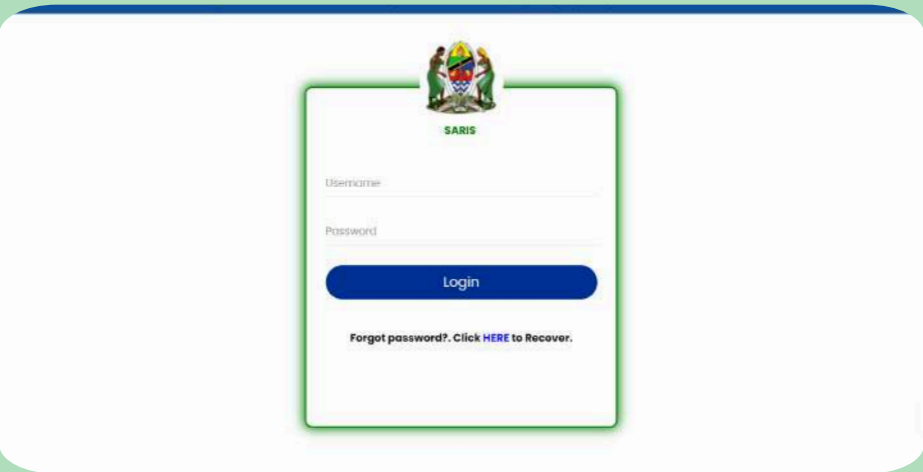 SARIS
Username
Password
Login
Forgot password?. Click HERE to Recover.